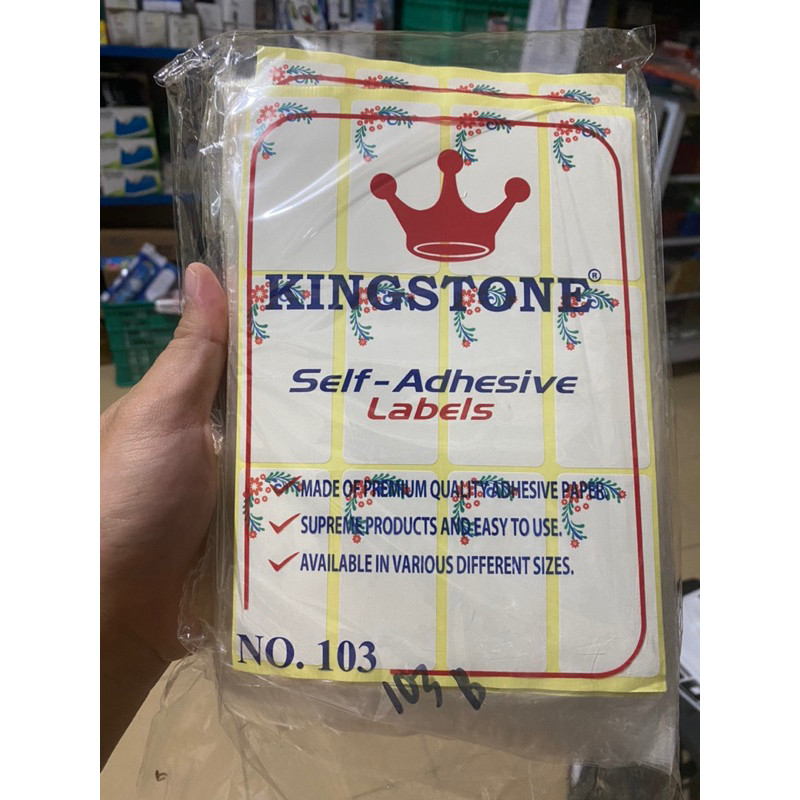 KINGSTONE®
Self-Adhesive
Labels
MADE OF PREMIUM QUALITY ADHESIVE PAPER.
SUPREME PRODUCTS AND EASY TO USE.
AVAILABLE IN VARIOUS DIFFERENT SIZES.
NO. 103
103 B